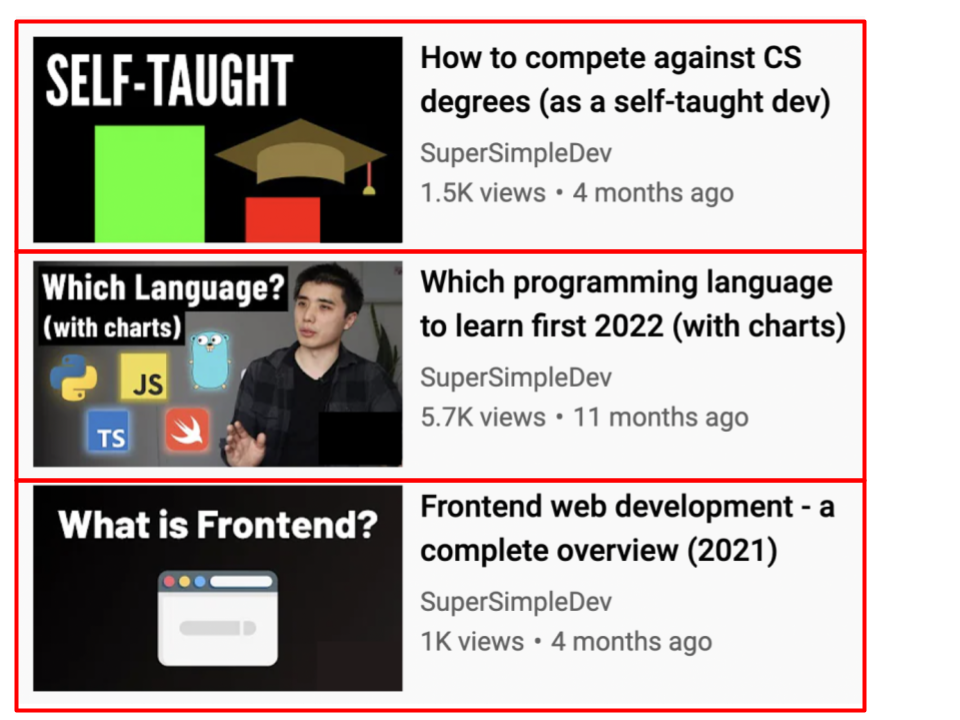 SELF-TAUGHT
How to compete against CS
degrees (as a self-taught dev)
SuperSimpleDev
1.5K views • 4 months ago
Which Language?
(with charts)
JS
TS
Which programming language
to learn first 2022 (with charts)
SuperSimpleDev
5.7K views • 11 months ago
What is Frontend?
Frontend web development - a
complete overview (2021)
SuperSimpleDev
1K views • 4 months ago